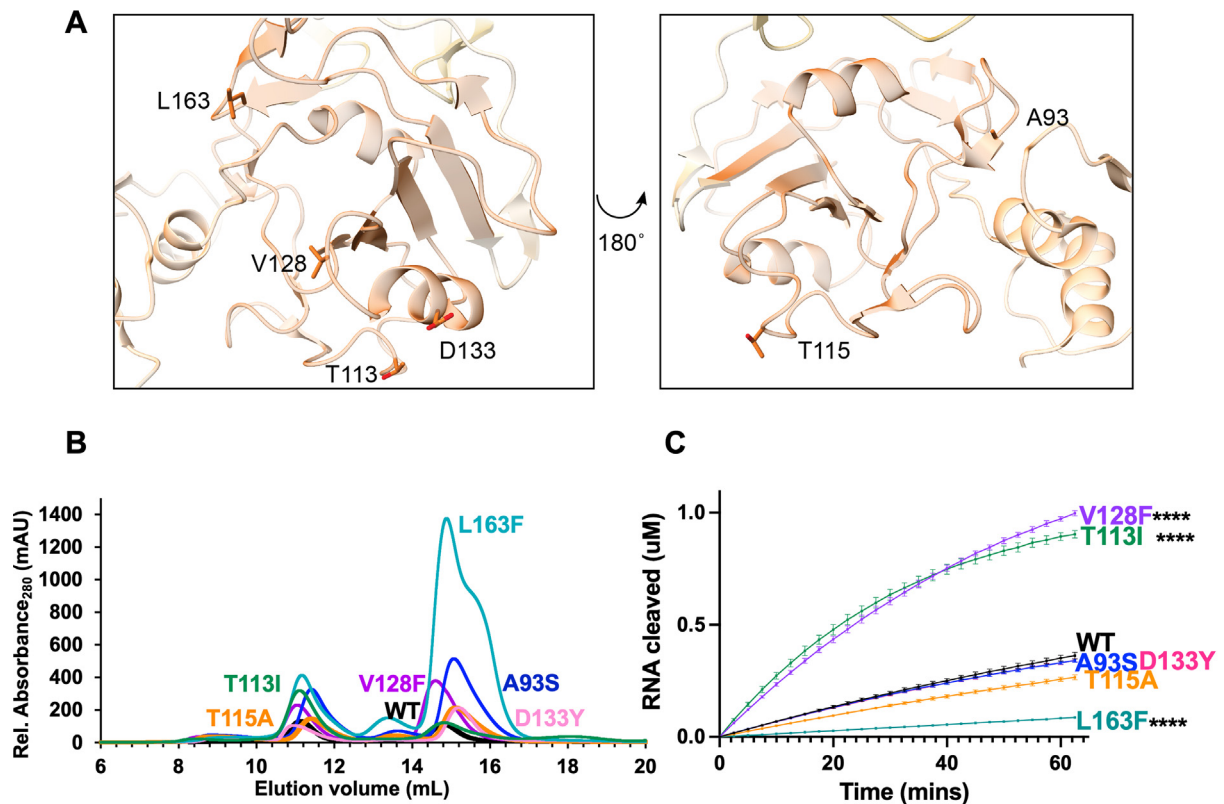 A
L163
V128
D133
T113
180°
A93
T115
B
Rel. Absorbance280 (mAU)
1400
1200
1000
800
600
400
200
0
L163F
T113I
V128F
A93S
T115A
WT
D133Y
6 8 10 12 14 16 18 20
Elution volume (mL)
C
RNA cleaved (uM)
1.0
0.5
0.0
V128F****
T113I ****
WT
A93S D133Y
T115A
L163F****
20 40 60
Time (mins)